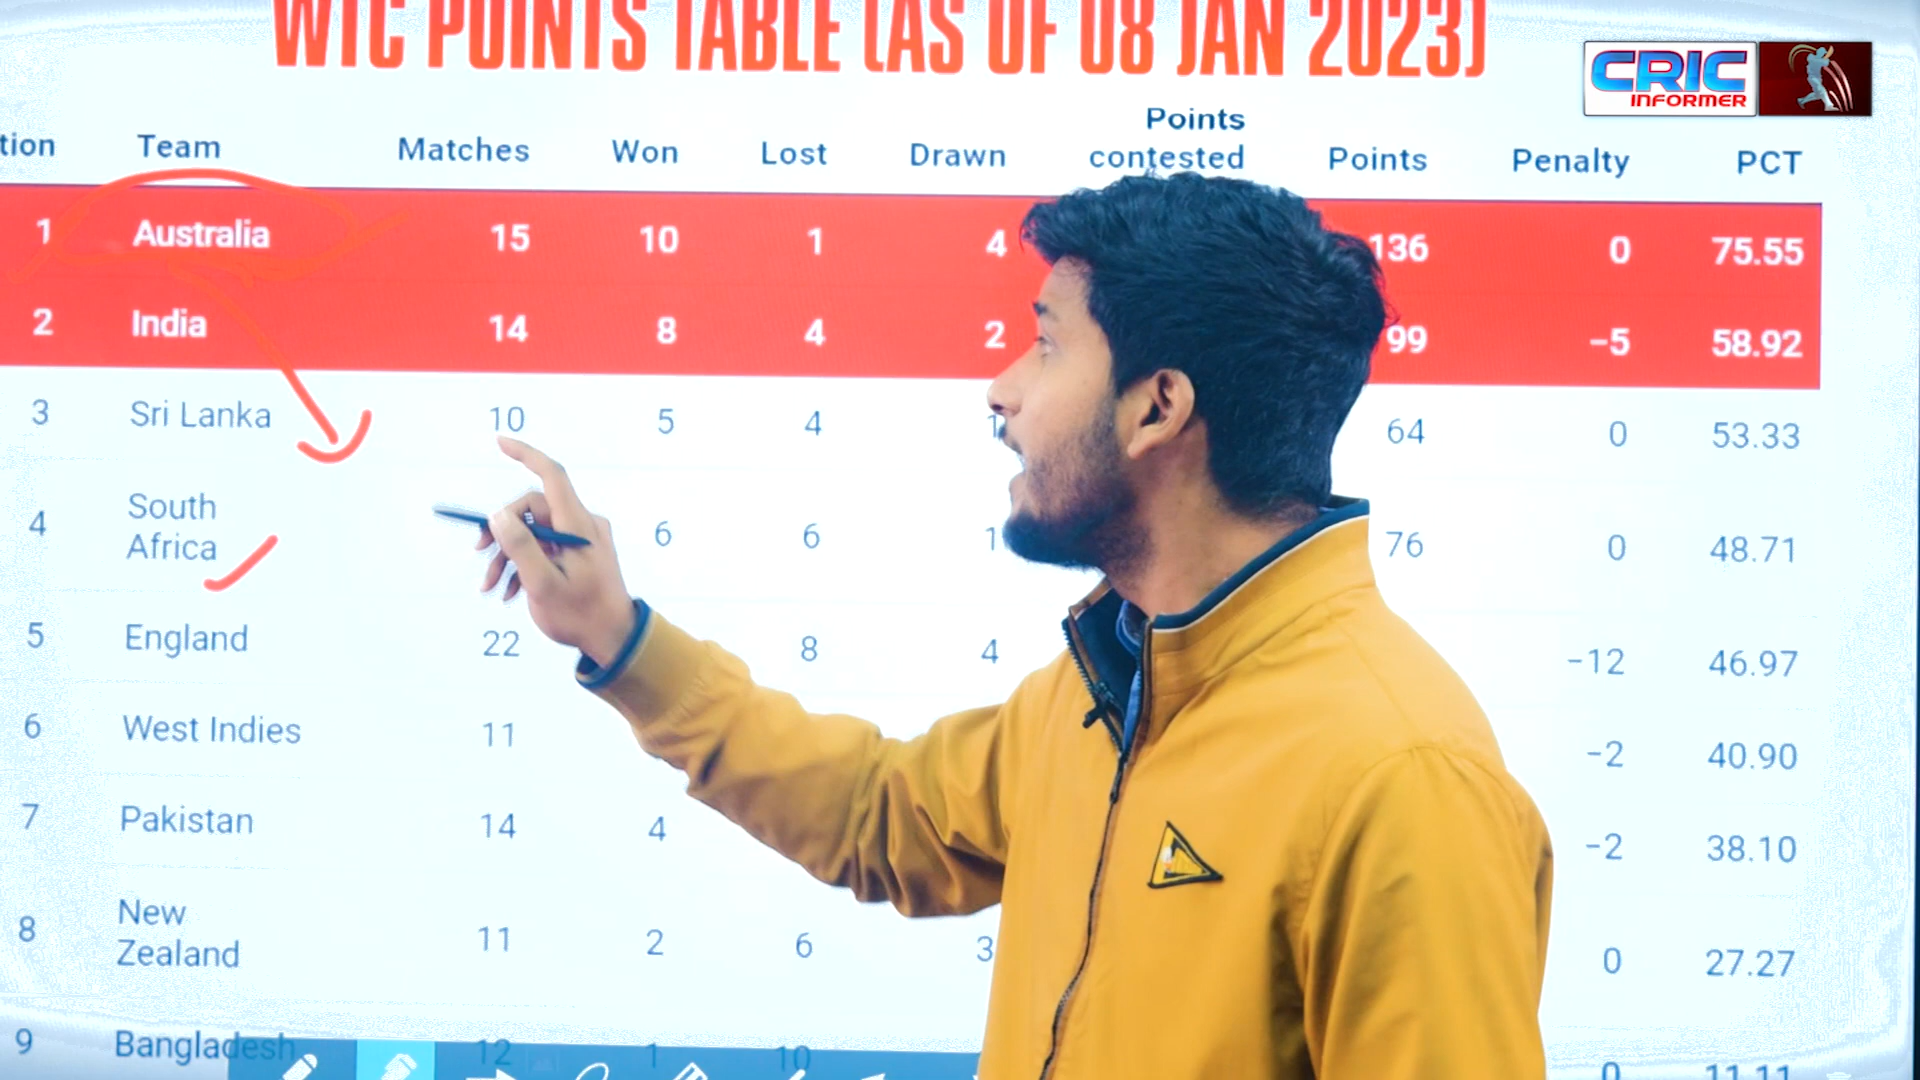 WTC POINTS TABLE (AS OF 08 JAN 2023)
CRIC
INFORMER
tion Team Matches Won Lost Drawn Points contested Points Penalty PCT
1 Australia 15 10 1 4 136 0 75.55
2 India 14 8 4 2 99 -5 58.92
3 Sri Lanka 10 5 4 1 64 0 53.33
4 South Africa 6 6 1 76 0 48.71
5 England 22 8 4 -12 46.97
6 West Indies 11 -2 40.90
7 Pakistan 14 4 -2 38.10
8 New Zealand 11 2 6 3 0 27.27
9 Bangladesh 12 1 10 0 11.11